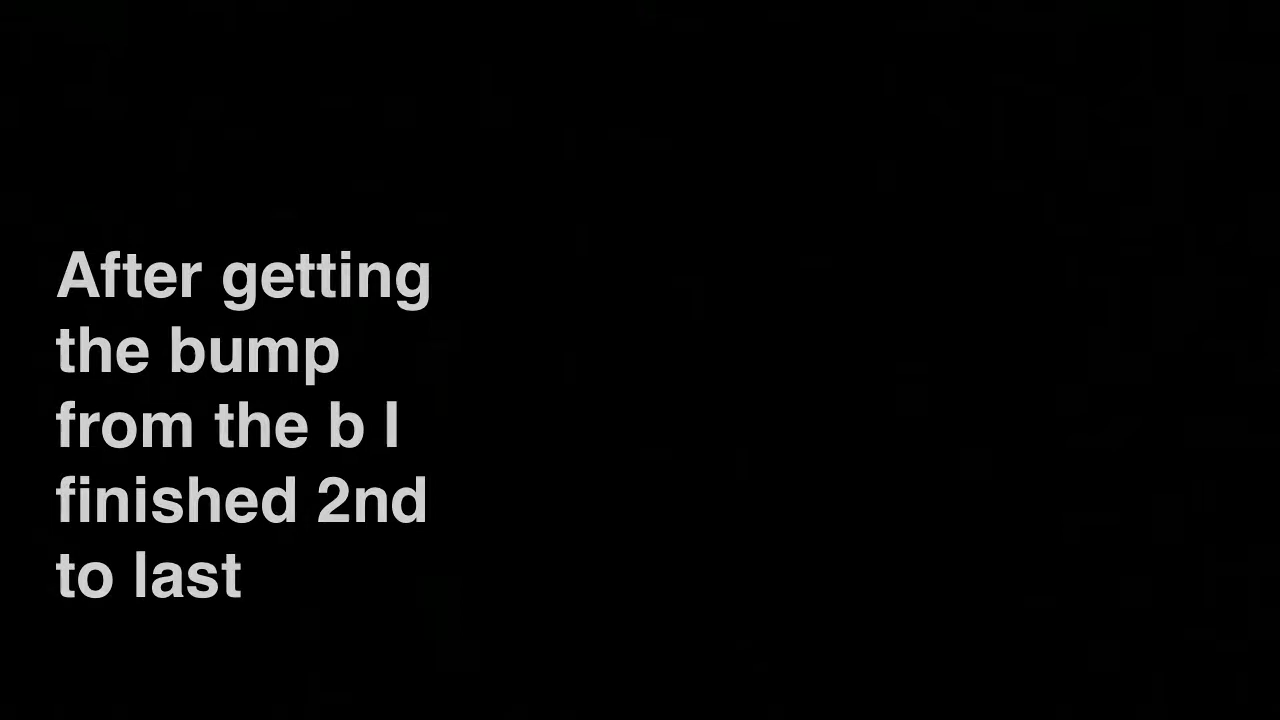 After getting
the bump
from the b I
finished 2nd
to last